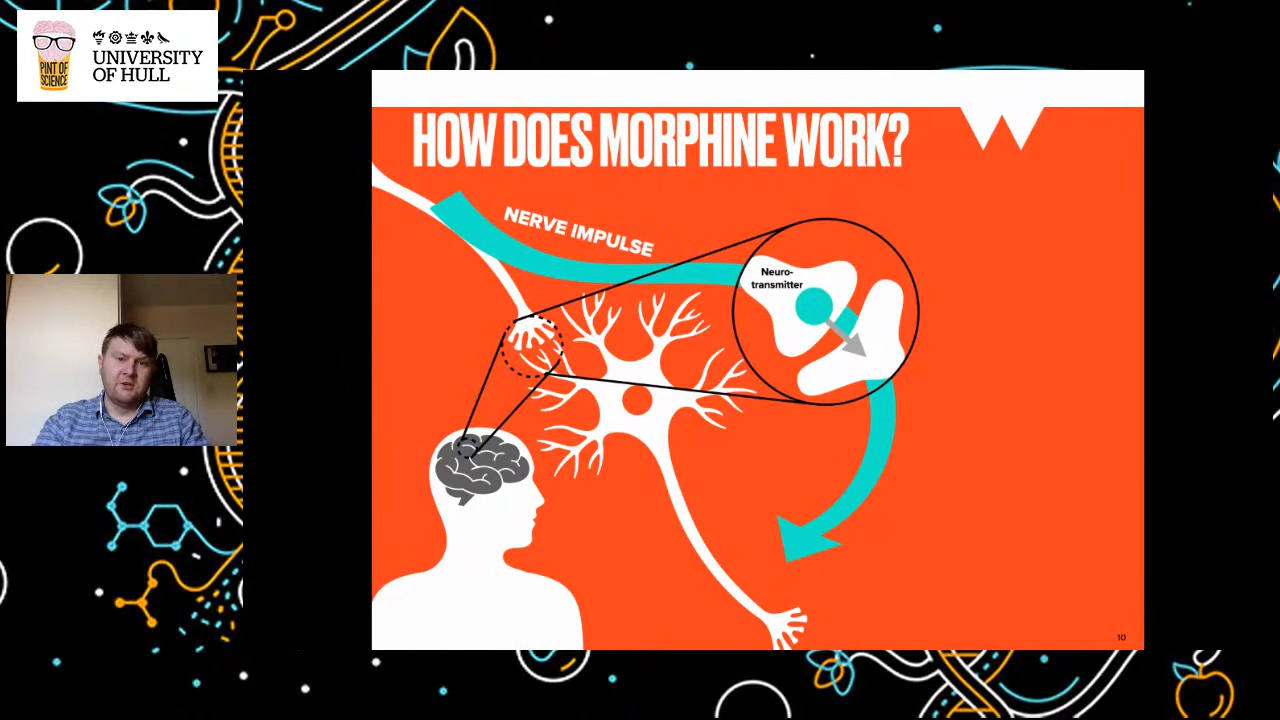 PINT OF
SCIENCE
UNIVERSITY
OF HULL
HOW DOES MORPHINE WORK?
NERVE IMPULSE
Neuro-
transmitter
10